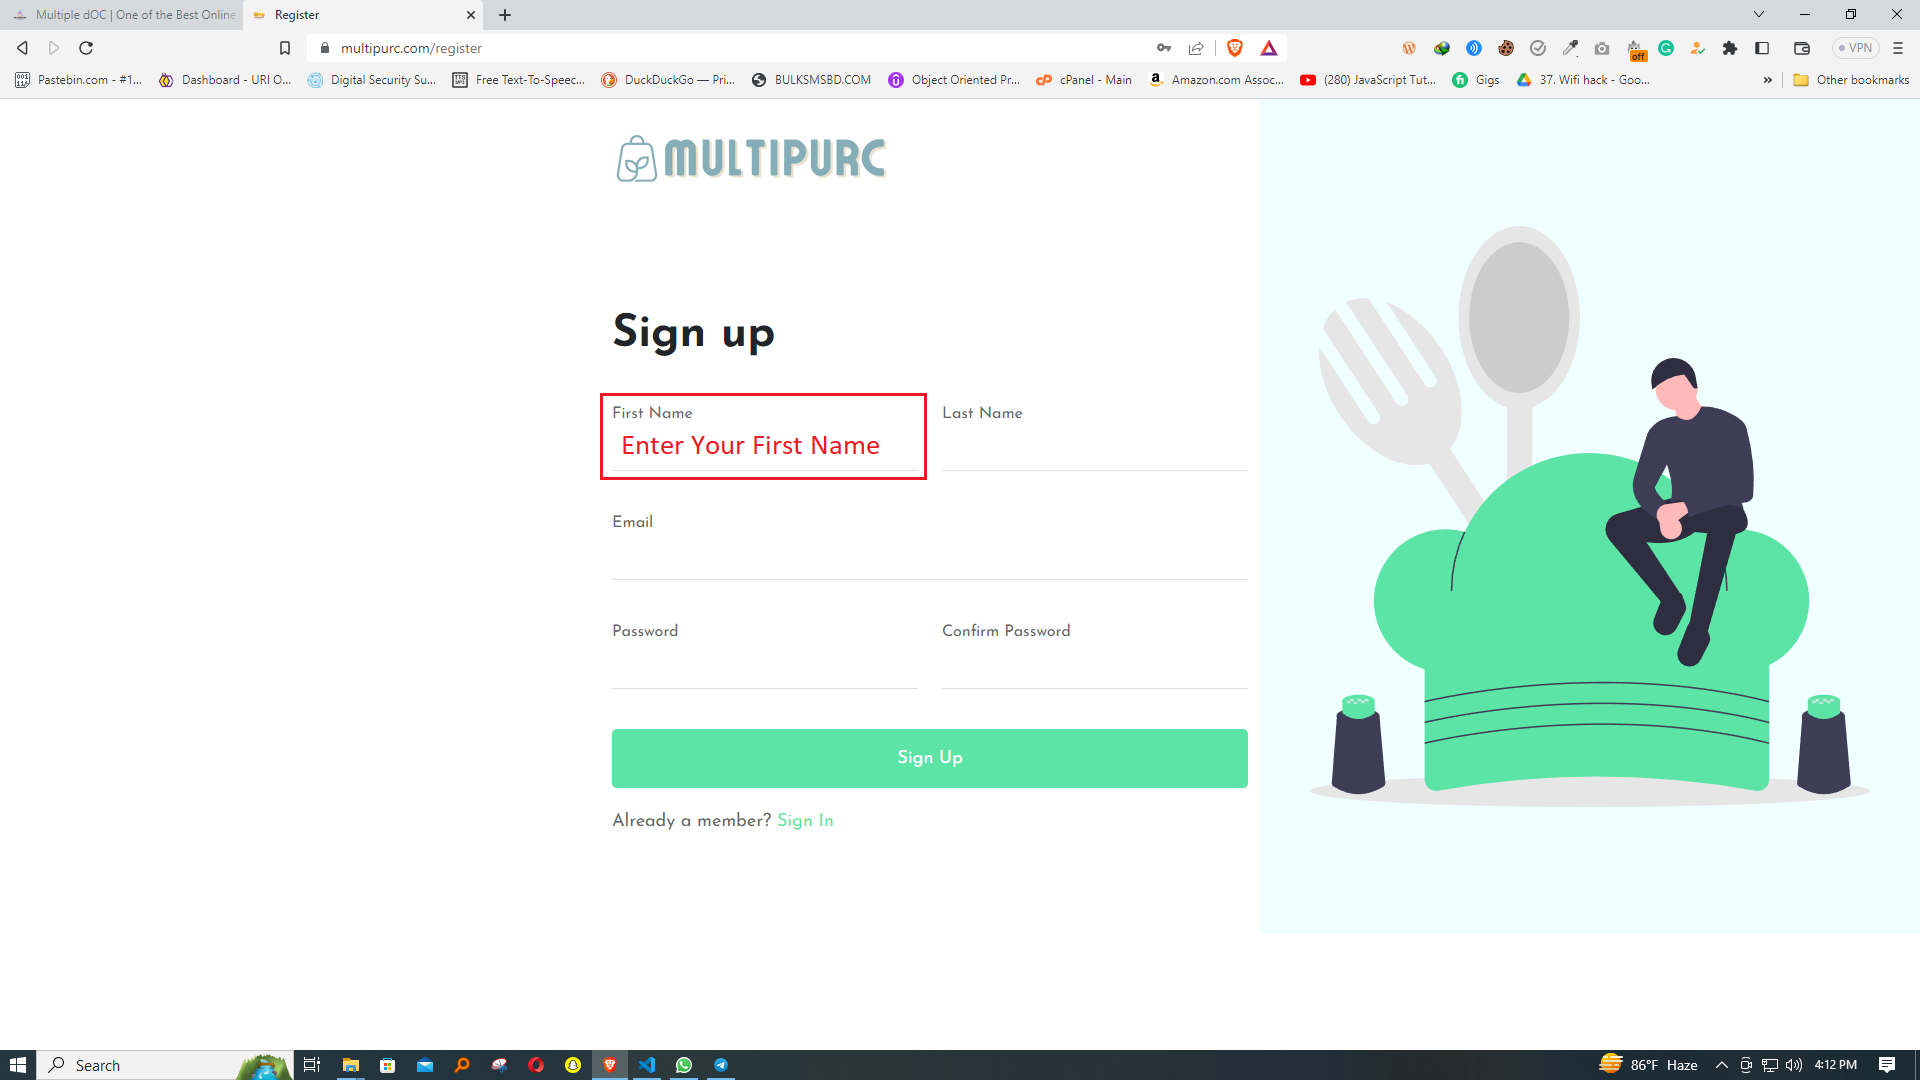 Multiple dOC | One of the Best Online
Register
multipurc.com/register
VPN
Pastebin.com - #1...
Dashboard - URI O...
Digital Security Su...
Free Text-To-Speec...
DuckDuckGo — Pri...
BULKSMSBD.COM
Object Oriented Pr...
cPanel - Main
Amazon.com Assoc...
(280) JavaScript Tut...
Gigs
37. Wifi hack - Goo...
»
Other bookmarks
off
MULTIPURC
Sign up
First Name
Last Name
Enter Your First Name
Email
Password
Confirm Password
Sign Up
Already a member? Sign In
Search
86°F Haze
4:12 PM